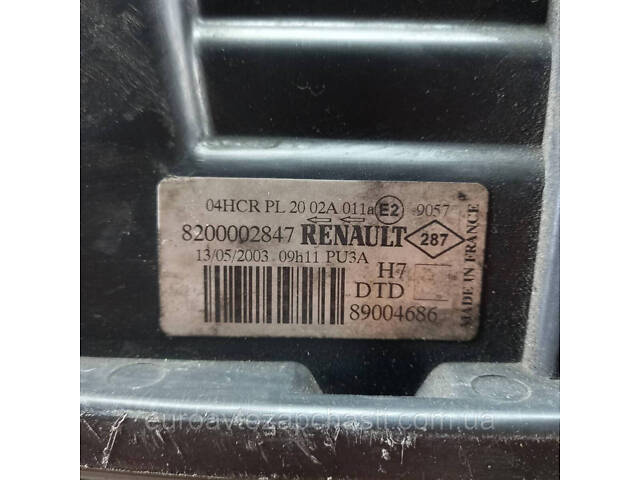 04HCR PL 20 02A 011a E2 9057
8200002847 RENAULT 287
13/05/2003 09h11 PU3A
H7
DTD
89004686
MADE IN FRANCE
euroavtozapchasti.com.ua